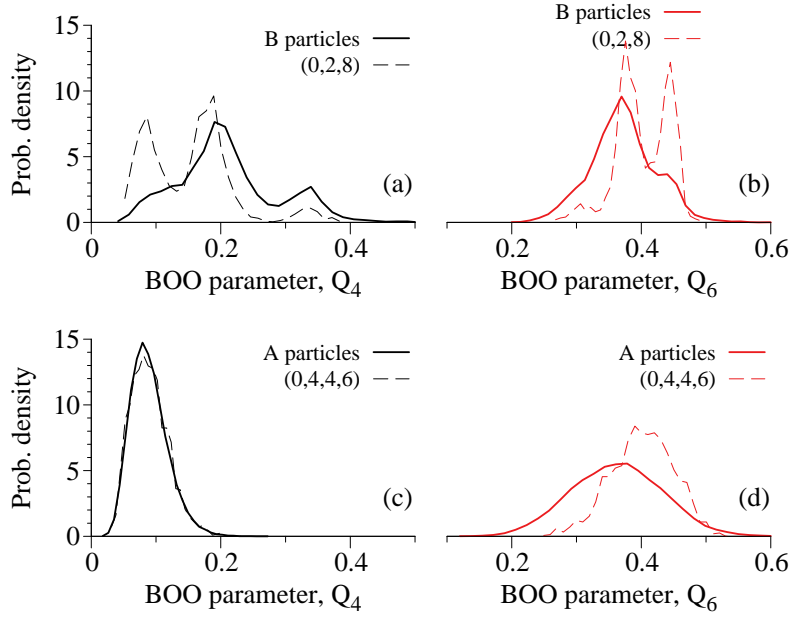 15
10
5
0
Prob. density
B particles
(0,2,8)
(a)
0
0.2
0.4
BOO parameter, Q4
B particles
(0,2,8)
(b)
0.2
0.4
0.6
BOO parameter, Q6
15
10
5
0
Prob. density
A particles
(0,4,4,6)
(c)
0
0.2
0.4
BOO parameter, Q4
A particles
(0,4,4,6)
(d)
0.2
0.4
0.6
BOO parameter, Q6